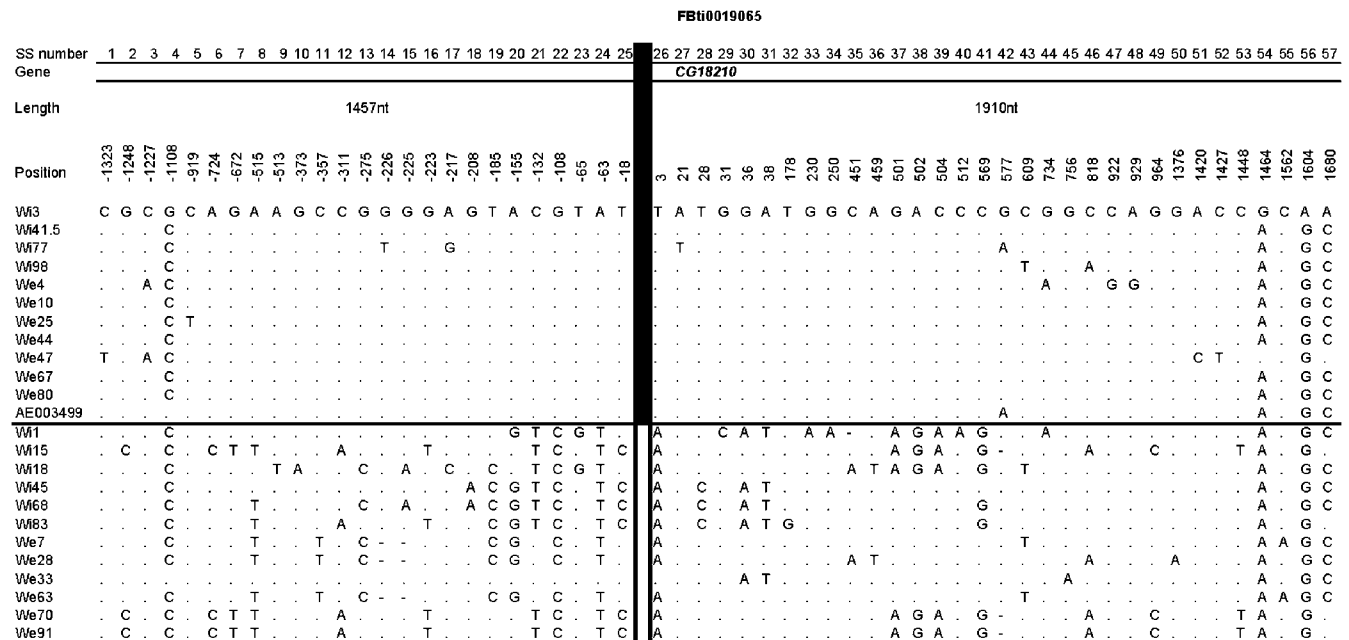 FBti0019065
SS number 1 2 3 4 5 6 7 8 9 10 11 12 13 14 15 16 17 18 19 20 21 22 23 24 25 26 27 28 29 30 31 32 33 34 35 36 37 38 39 40 41 42 43 44 45 46 47 48 49 50 51 52 53 54 55 56 57
Gene CG18210
Length 1457nt 1910nt
Position -1323 -1248 -1227 -1108 -919 -724 -672 -515 -513 -373 -357 -311 -275 -226 -225 -223 -217 -208 -185 -155 -132 -108 -65 -63 -18 3 21 28 31 36 38 178 230 250 451 459 501 502 504 512 569 577 609 734 756 818 922 929 964 1376 1420 1427 1448 1464 1562 1604 1680
Wi3 C G C G C A G A A G C C G G G G A G T A C G T A T T A T G G A T G G C A G A C C C G C G G C C A G G A C C G C A A
Wi41.5 . . . C . . . . . . . . . . . . . . . . . . . . . . . . . . . . . . . . . . . . . . . . . . . . . . . . . A . G C
Wi77 . . . C . . . . . . . . . T . . G . . . . . . . . . T . . . . . . . . . . . . . . A . . . . . . . . . . . A . G C
Wi98 . . . C . . . . . . . . . . . . . . . . . . . . . . . . . . . . . . . . . . . . . . T . . A . . . . . . . A . G C
We4 . . A C . . . . . . . . . . . . . . . . . . . . . . . . . . . . . . . . . . . . . . . A . . G G . . . . . A . G C
We10 . . . C . . . . . . . . . . . . . . . . . . . . . . . . . . . . . . . . . . . . . . . . . . . . . . . . . A . G C
We25 . . . C T . . . . . . . . . . . . . . . . . . . . . . . . . . . . . . . . . . . . . . . . . . . . . . . . A . G C
We44 . . . C . . . . . . . . . . . . . . . . . . . . . . . . . . . . . . . . . . . . . . . . . . . . . . . . . A . G C
We47 T . A C . . . . . . . . . . . . . . . . . . . . . . . . . . . . . . . . . . . . . . . . . . . . . . C T . . . G .
We67 . . . C . . . . . . . . . . . . . . . . . . . . . . . . . . . . . . . . . . . . . . . . . . . . . . . . . A . G C
We80 . . . C . . . . . . . . . . . . . . . . . . . . . . . . . . . . . . . . . . . . . . . . . . . . . . . . . A . G C
AE003499 . . . . . . . . . . . . . . . . . . . . . . . . . . . . . . . . . . . . . . . . . A . . . . . . . . . . . A . G C
Wi1 . . . C . . . . . . . . . . . . . . . G T C G T . A . . C A T . A A - . A G A A G . . A . . . . . . . . . A . G C
Wi15 . C . C . C T T . . . A . . . T . . . . T C . T C A . . . . . . . . . . A G A . G - . . . A . . C . . . T A . G .
Wi18 . . . C . . . . T A . . C . A . C . C . T C G T . A . . . . . . . . A T A G A . G . T . . . . . . . . . . A . G C
Wi45 . . . C . . . . . . . . . . . . . A C G T C . T C A . C . A T . . . . . . . . . . . . . . . . . . . . . . A . G C
Wi68 . . . C . . . T . . . . C . A . . A C G T C . T C A . C . A T . . . . . . . . . G . . . . . . . . . . . . A . G C
Wi83 . . . C . . . T . . . A . . . T . . C G T C . T C A . C . A T G . . . . . . . . G . . . . . . . . . . . . A . G .
We7 . . . C . . . T . . T . C - - . . . C G . C . T . A . . . . . . . . . . . . . . . . T . . . . . . . . . . A A G C
We28 . . . C . . . T . . T . C - - . . . C G . C . T . A . . . . . . . . A T . . . . . . . . . A . . . A . . . A . G C
We33 . . . . . . . . . . . . . . . . . . . . . . . . . . . . . A T . . . . . . . . . . . . . A . . . . . . . . A . G C
We63 . . . C . . . T . . T . C - - . . . C G . C . T . A . . . . . . . . . . . . . . . . T . . . . . . . . . . A A G C
We70 . C . C . C T T . . . A . . . T . . . . T C . T C A . . . . . . . . . . A G A . G - . . . A . . C . . . T A . G .
We91 . C . C . C T T . . . A . . . T . . . . T C . T C A . . . . . . . . . . A G A . G - . . . A . . C . . . T A . G .